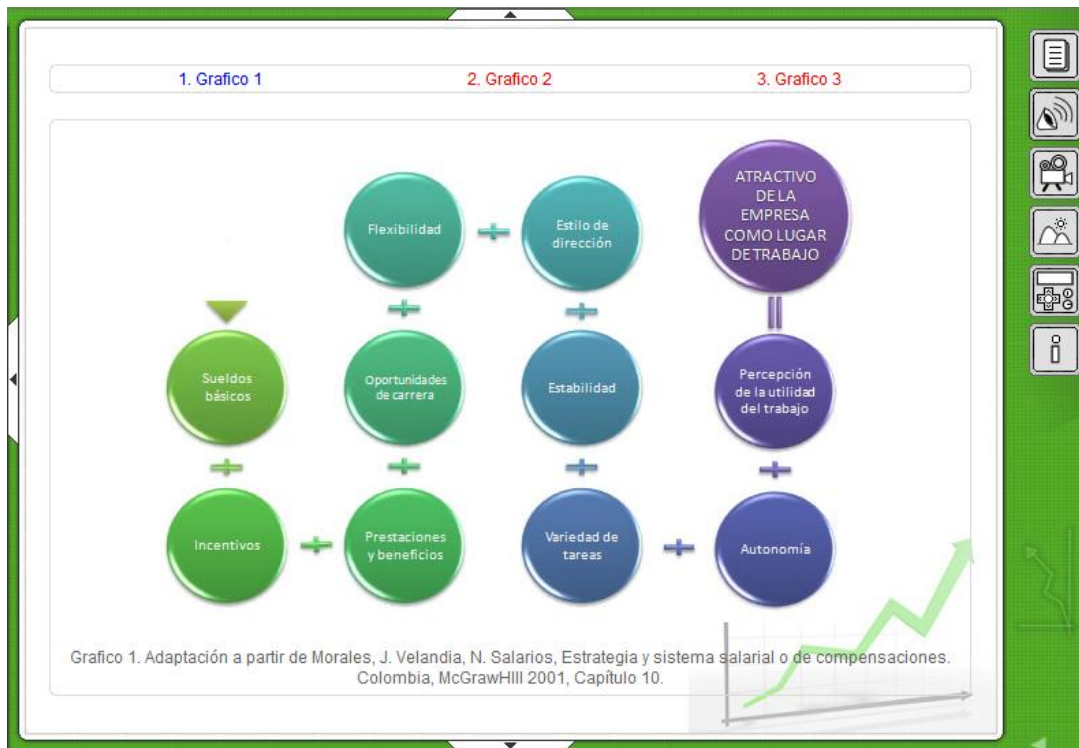 1. Grafico 1
2. Grafico 2
3. Grafico 3
Sueldos
básicos
Incentivos
Prestaciones
y beneficios
Oportunidades
de carrera
Flexibilidad
Estilo de
dirección
Estabilidad
Variedad de
tareas
Autonomía
Percepción
de la utilidad
del trabajo
ATRACTIVO
DE LA
EMPRESA
COMO LUGAR
DE TRABAJO
Grafico 1. Adaptación a partir de Morales, J. Velandia, N. Salarios, Estrategia y sistema salarial o de compensaciones.
Colombia, McGrawHIll 2001, Capítulo 10.